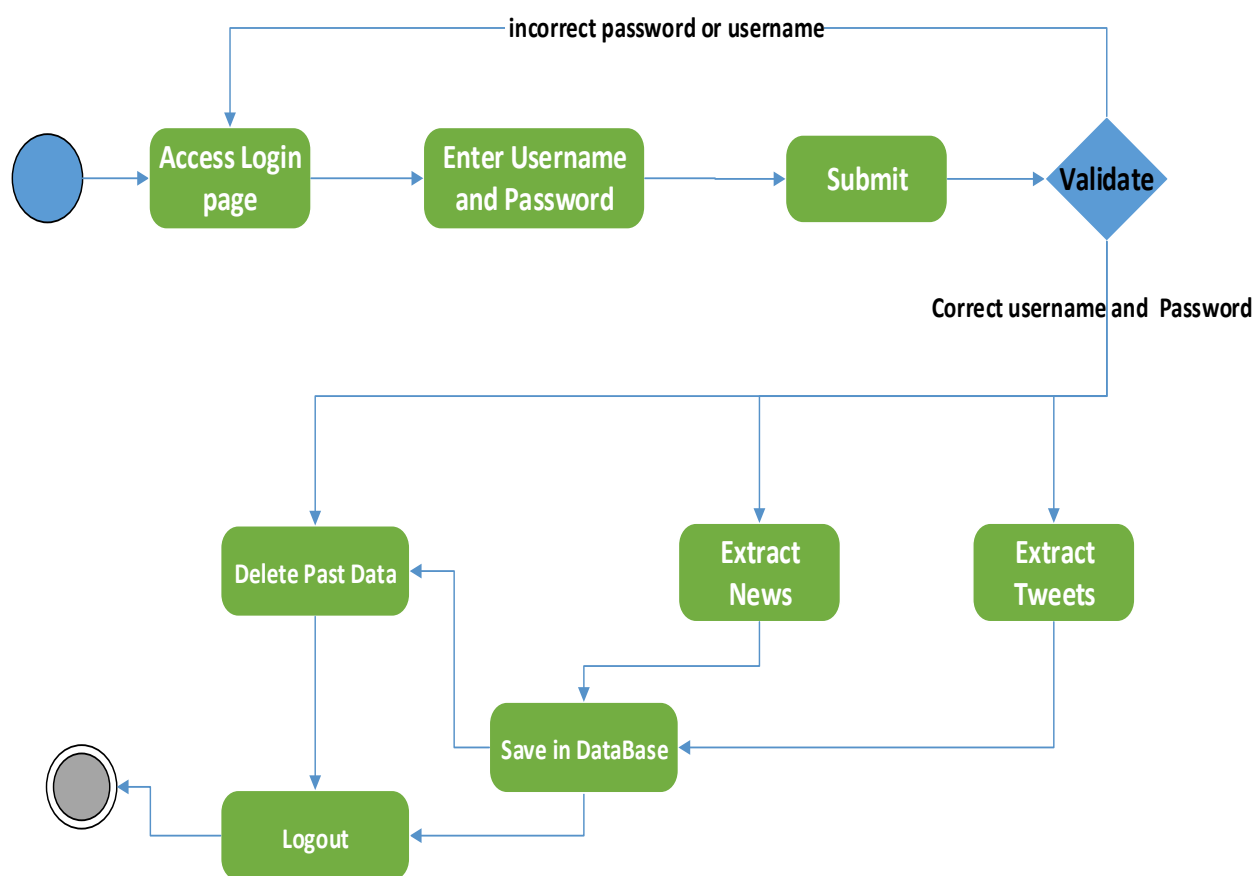 incorrect password or username
Access Login
page
Enter Username
and Password
Submit
Validate
Correct username and  Password
Delete Past Data
Extract
News
Extract
Tweets
Save in DataBase
Logout